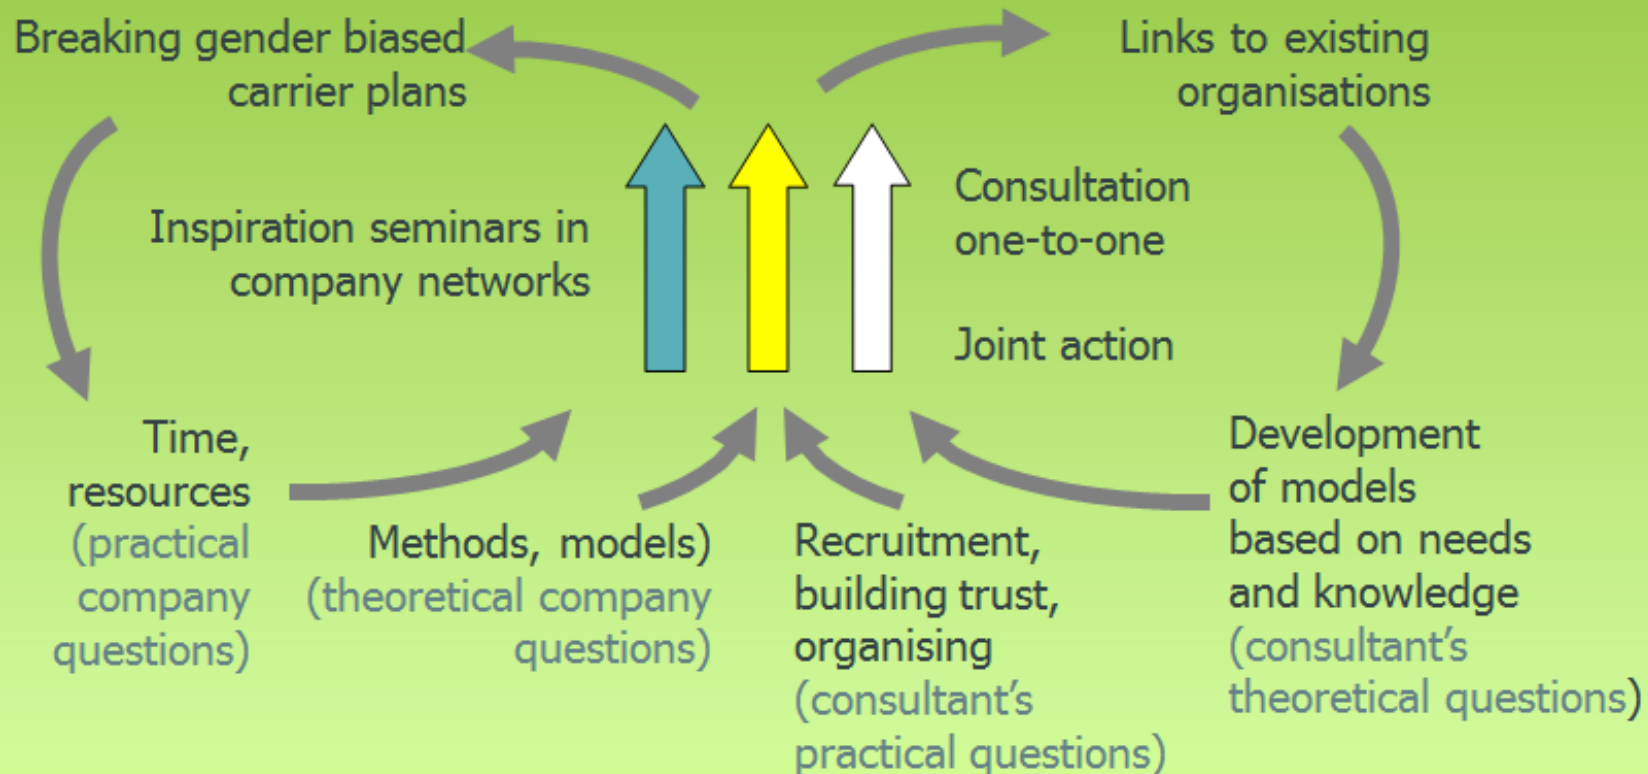 Breaking gender biased
carrier plans
Links to existing
organisations
Inspiration seminars in
company networks
Consultation
one-to-one
Joint action
Time,
resources
(practical
company
questions)
Methods, models)
(theoretical company
questions)
Recruitment,
building trust,
organising
(consultant’s
practical questions)
Development
of models
based on needs
and knowledge
(consultant’s
theoretical questions)